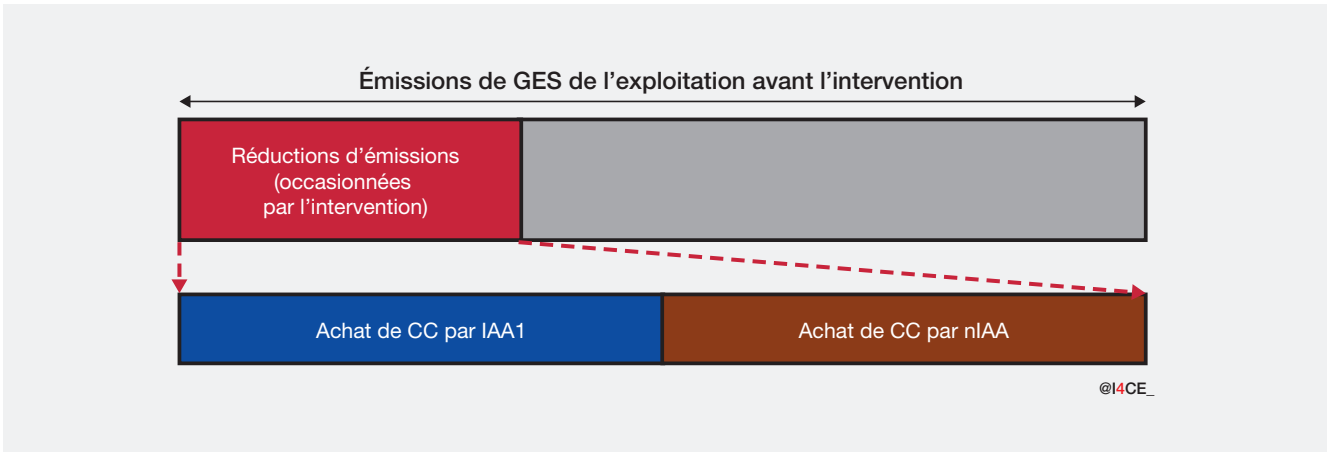 Émissions de GES de l’exploitation avant l’intervention
Réductions d’émissions
(occasionnées
par l’intervention)
Achat de CC par IAA1
Achat de CC par nIAA
@I4CE_